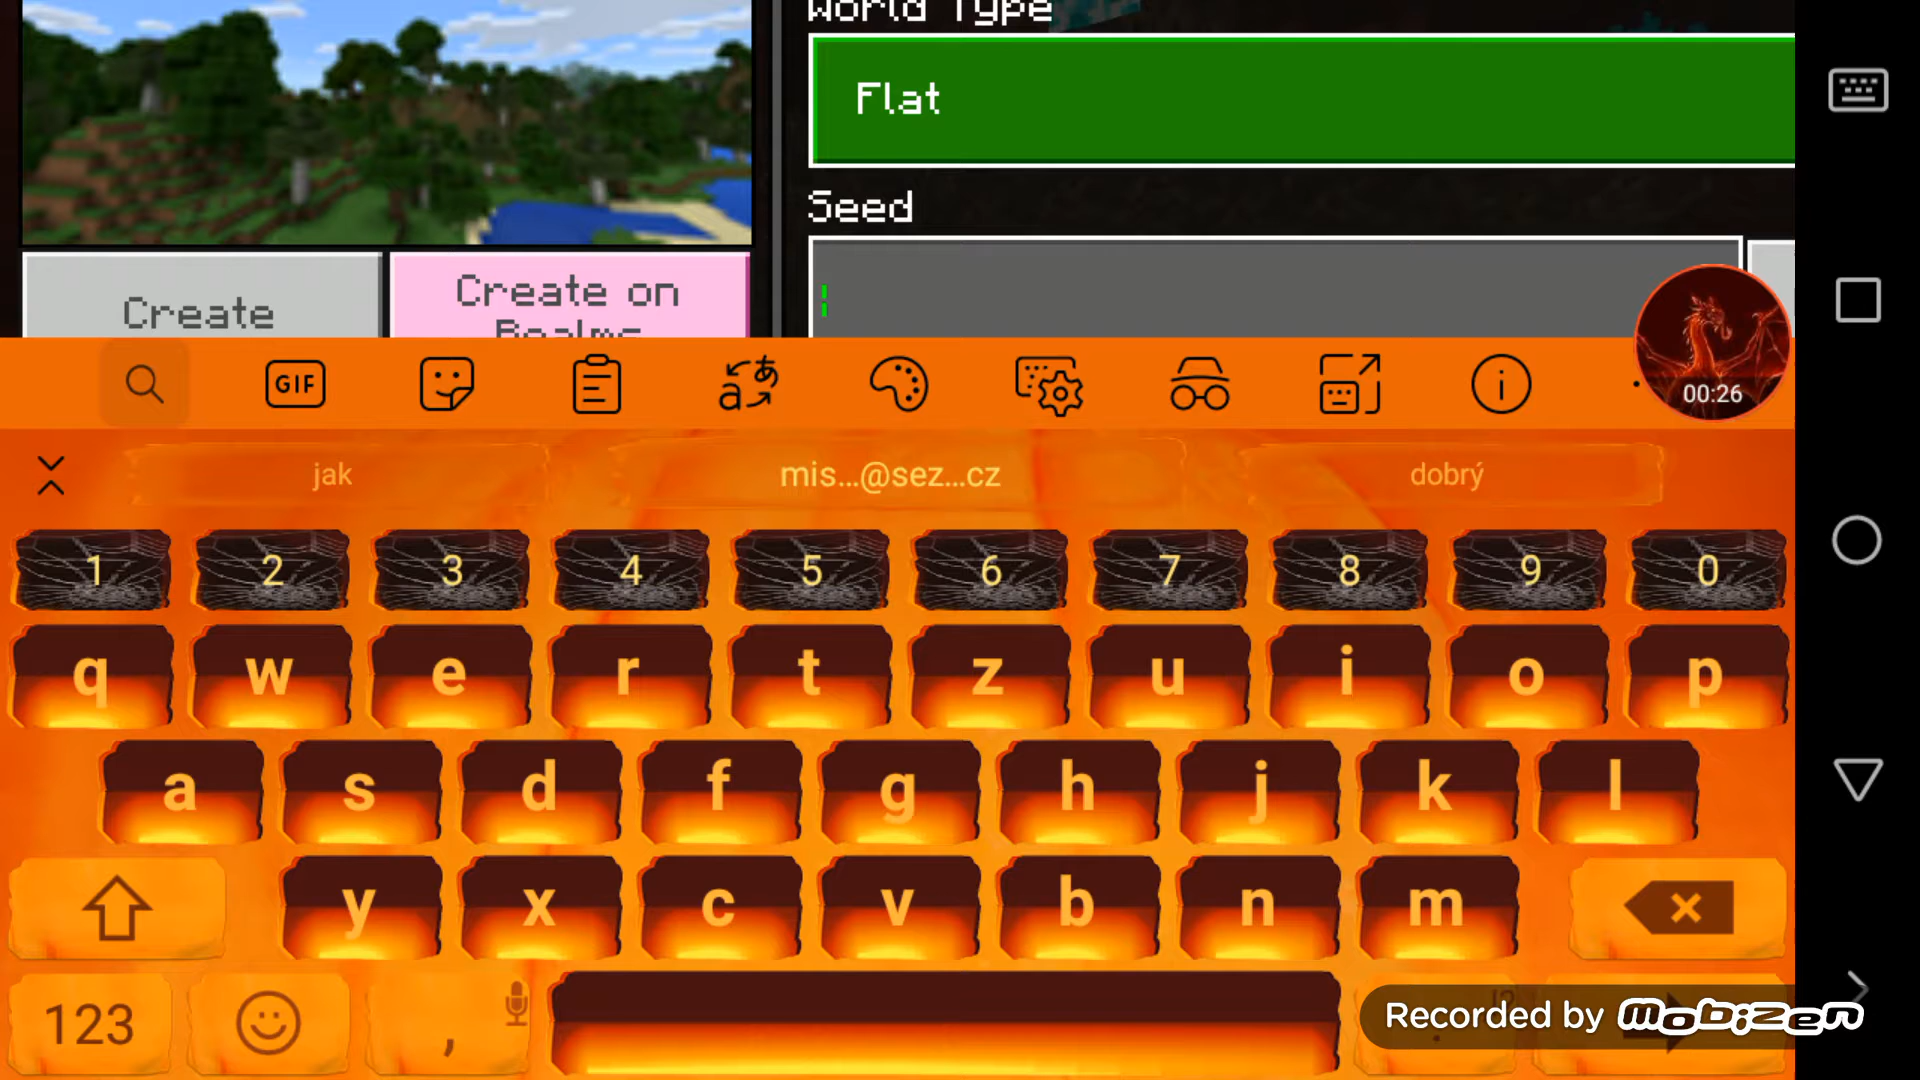 World Type
Flat
Seed
Create
Create on
Realms
GIF
00:26
jak
mis...@sez...cz
dobrý
1 2 3 4 5 6 7 8 9 0
q w e r t z u i o p
a s d f g h j k l
y x c v b n m
123 ,
Recorded by mobizen